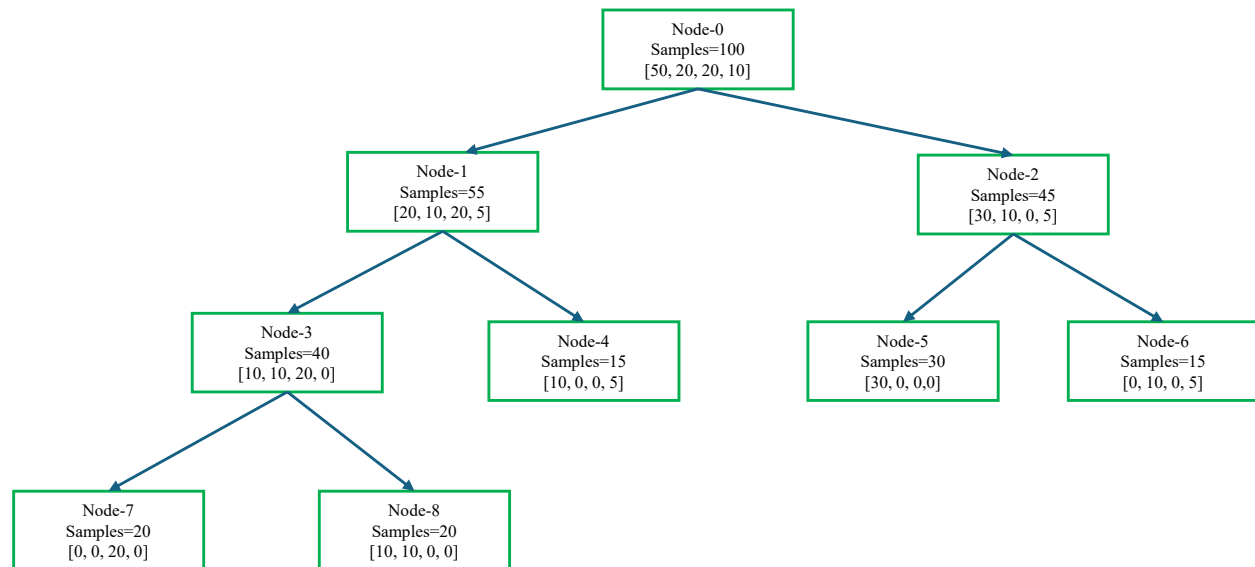 Node-0
Samples=100
[50, 20, 20, 10]
Node-1
Samples=55
[20, 10, 20, 5]
Node-2
Samples=45
[30, 10, 0, 5]
Node-3
Samples=40
[10, 10, 20, 0]
Node-4
Samples=15
[10, 0, 0, 5]
Node-5
Samples=30
[30, 0, 0,0]
Node-6
Samples=15
[0, 10, 0, 5]
Node-7
Samples=20
[0, 0, 20, 0]
Node-8
Samples=20
[10, 10, 0, 0]